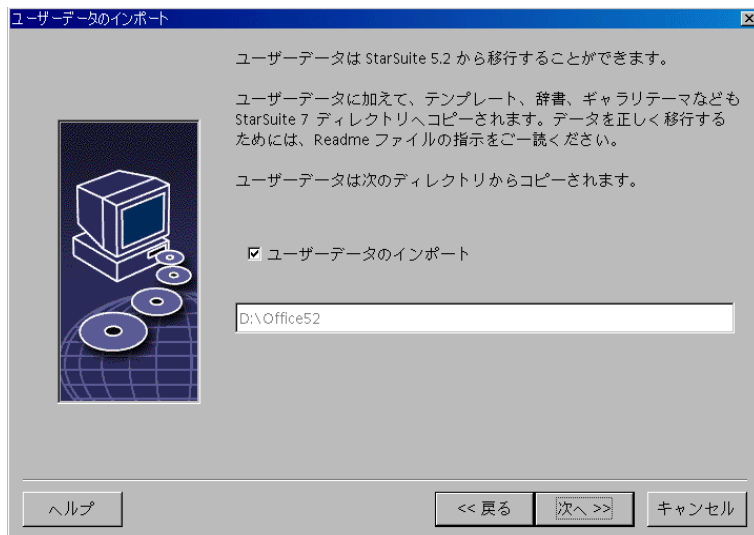 ユーザーデータのインポート
ユーザーデータは StarSuite 5.2 から移行することができます。
ユーザーデータに加えて、テンプレート、辞書、ギャラリテーマなども
StarSuite 7 ディレクトリへコピーされます。データを正しく移行する
ためには、Readme ファイルの指示をご一読ください。
ユーザーデータは次のディレクトリからコピーされます。
ユーザーデータのインポート
D:\Office52
ヘルプ
<< 戻る
次へ >>
キャンセル